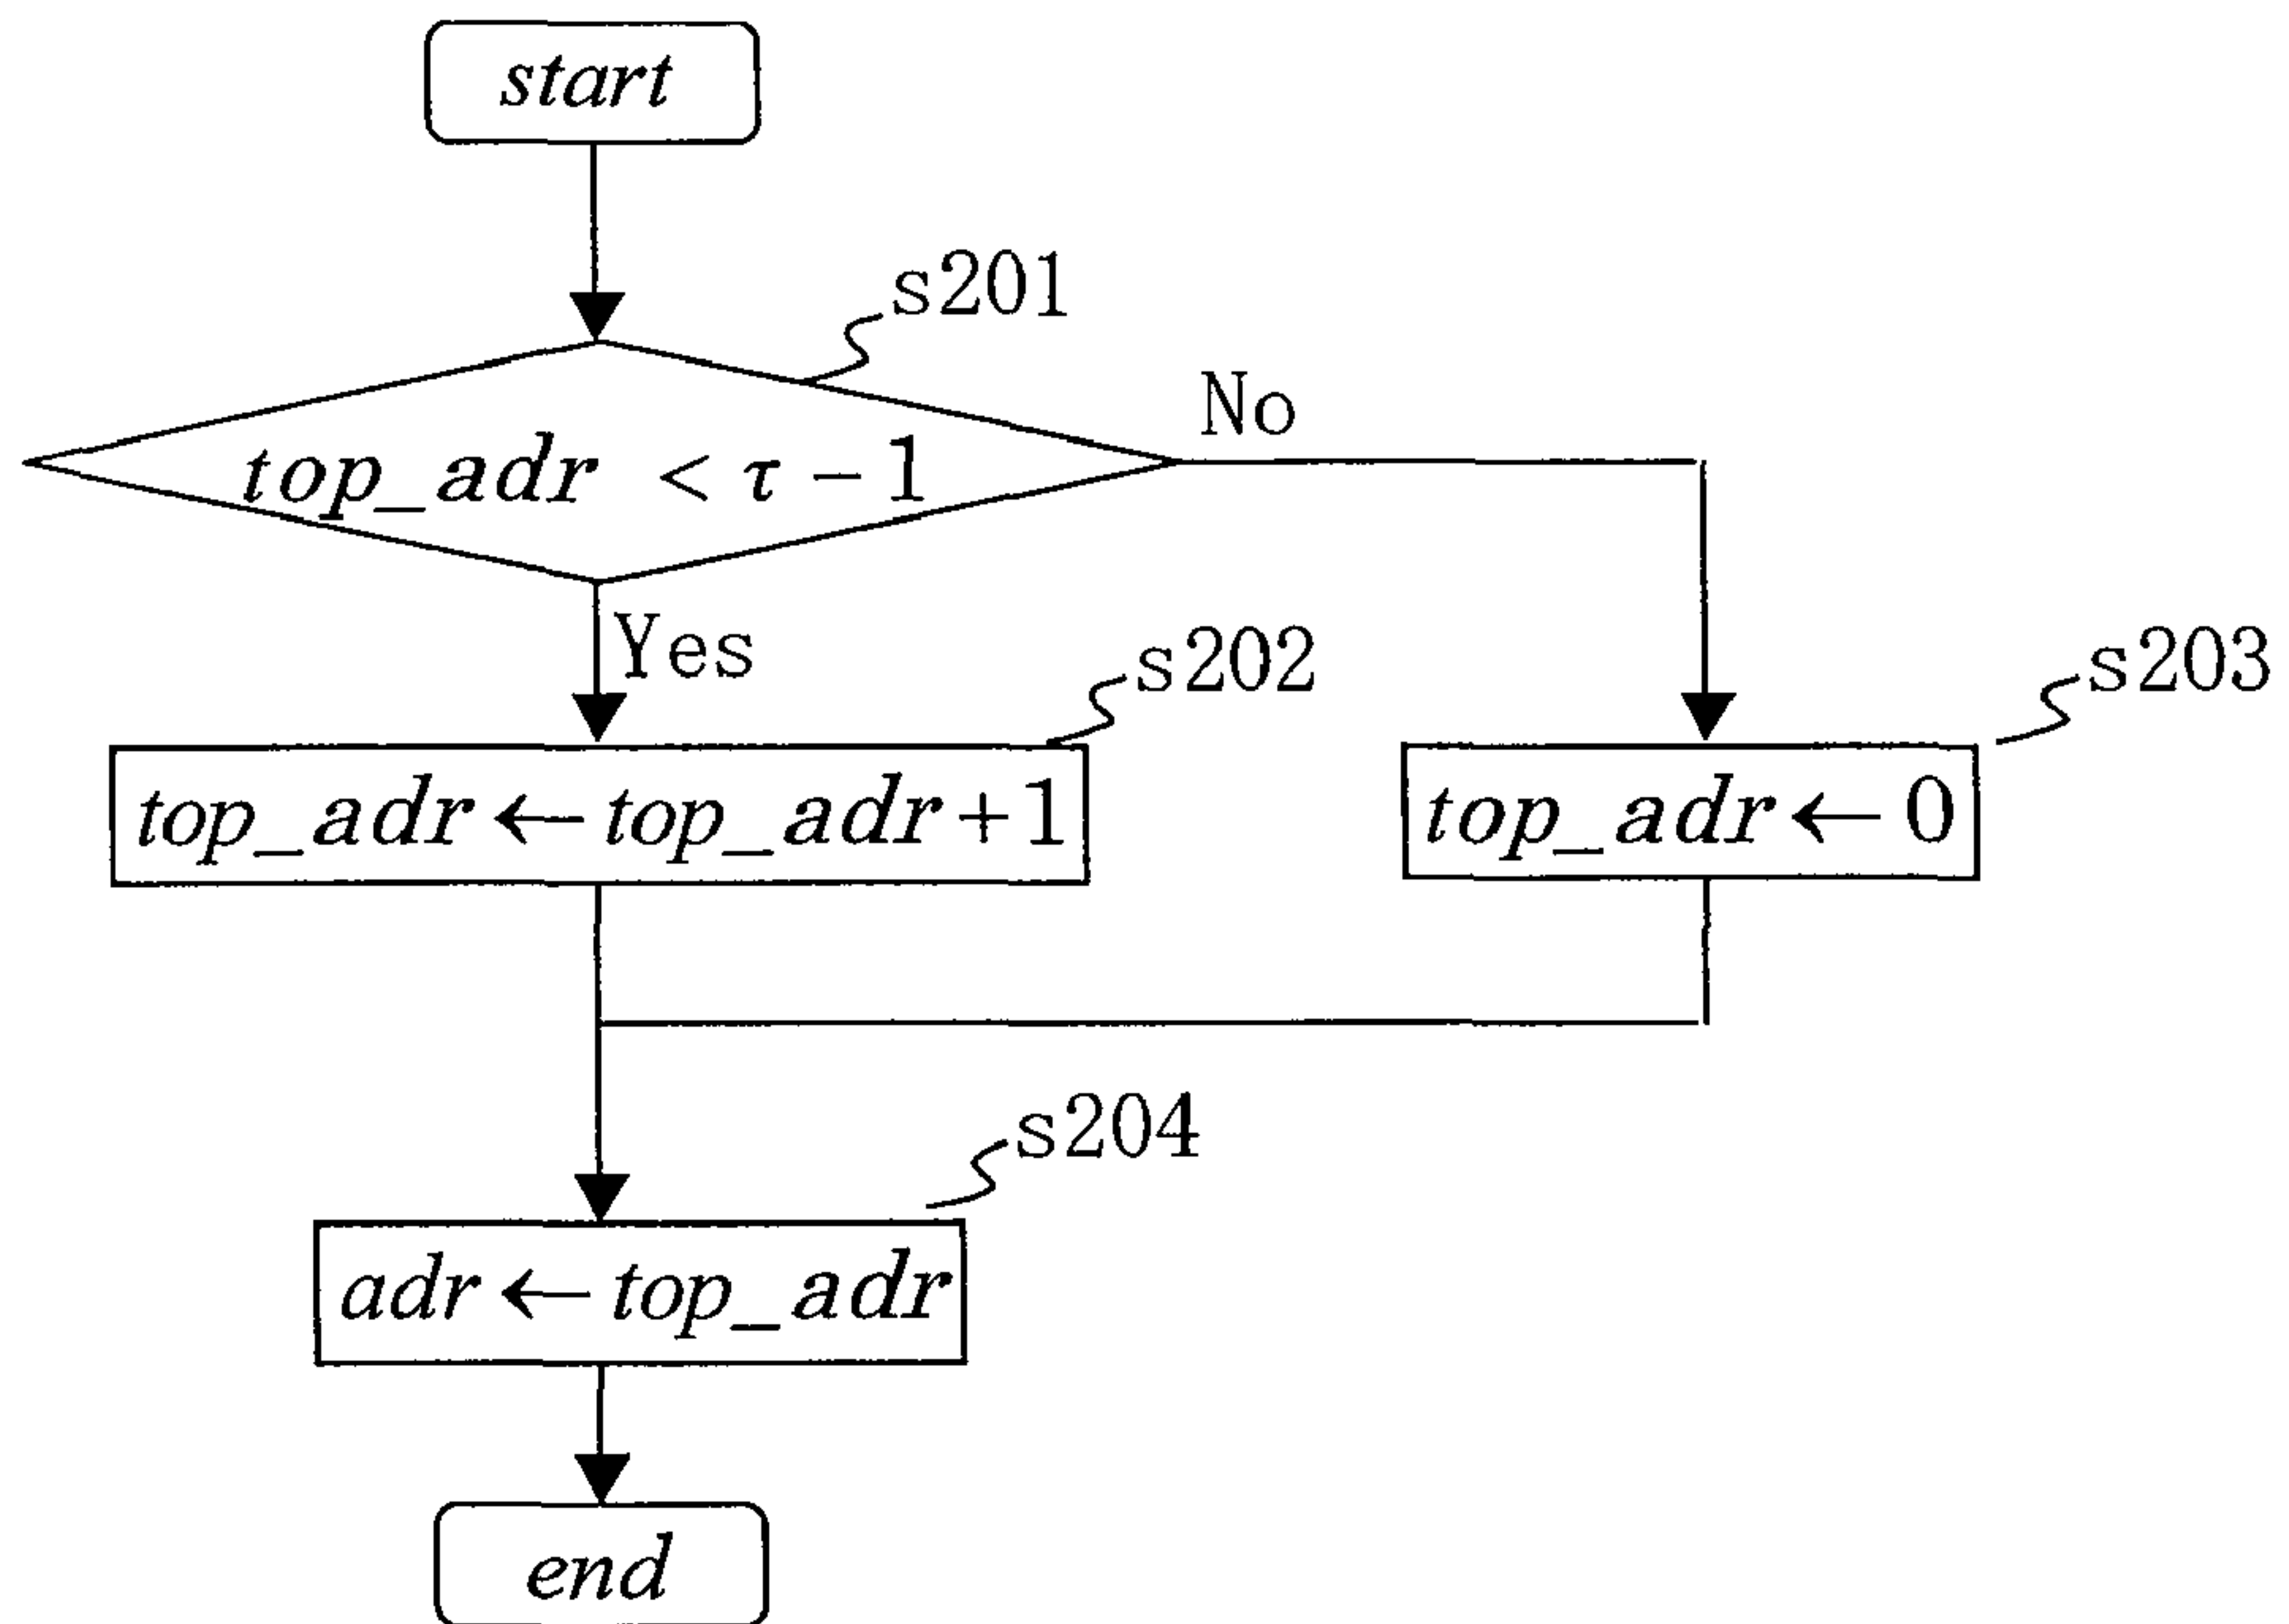 start
s201
No
top_adr < τ - 1
Yes
s202
s203
top_adr ← top_adr + 1
top_adr ← 0
s204
adr ← top_adr
end